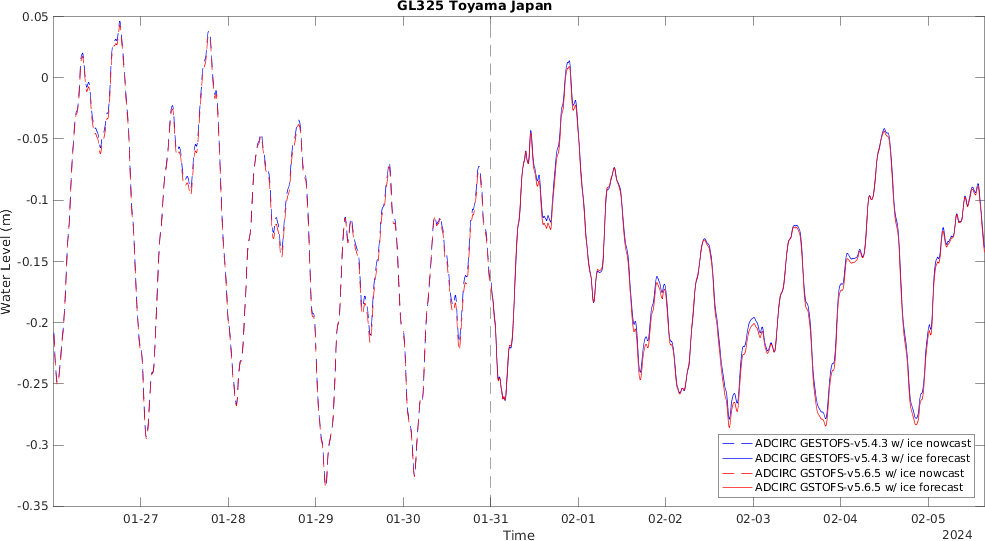 GL325 Toyama Japan
0.05
0
-0.05
-0.1
-0.15
-0.2
-0.25
-0.3
-0.35
Water Level (m)
ADCIRC GESTOFS-v5.4.3 w/ ice nowcast
ADCIRC GESTOFS-v5.4.3 w/ ice forecast
ADCIRC GSTOFS-v5.6.5 w/ ice nowcast
ADCIRC GSTOFS-v5.6.5 w/ ice forecast
01-27 01-28 01-29 01-30 01-31 02-01 02-02 02-03 02-04 02-05
Time
2024